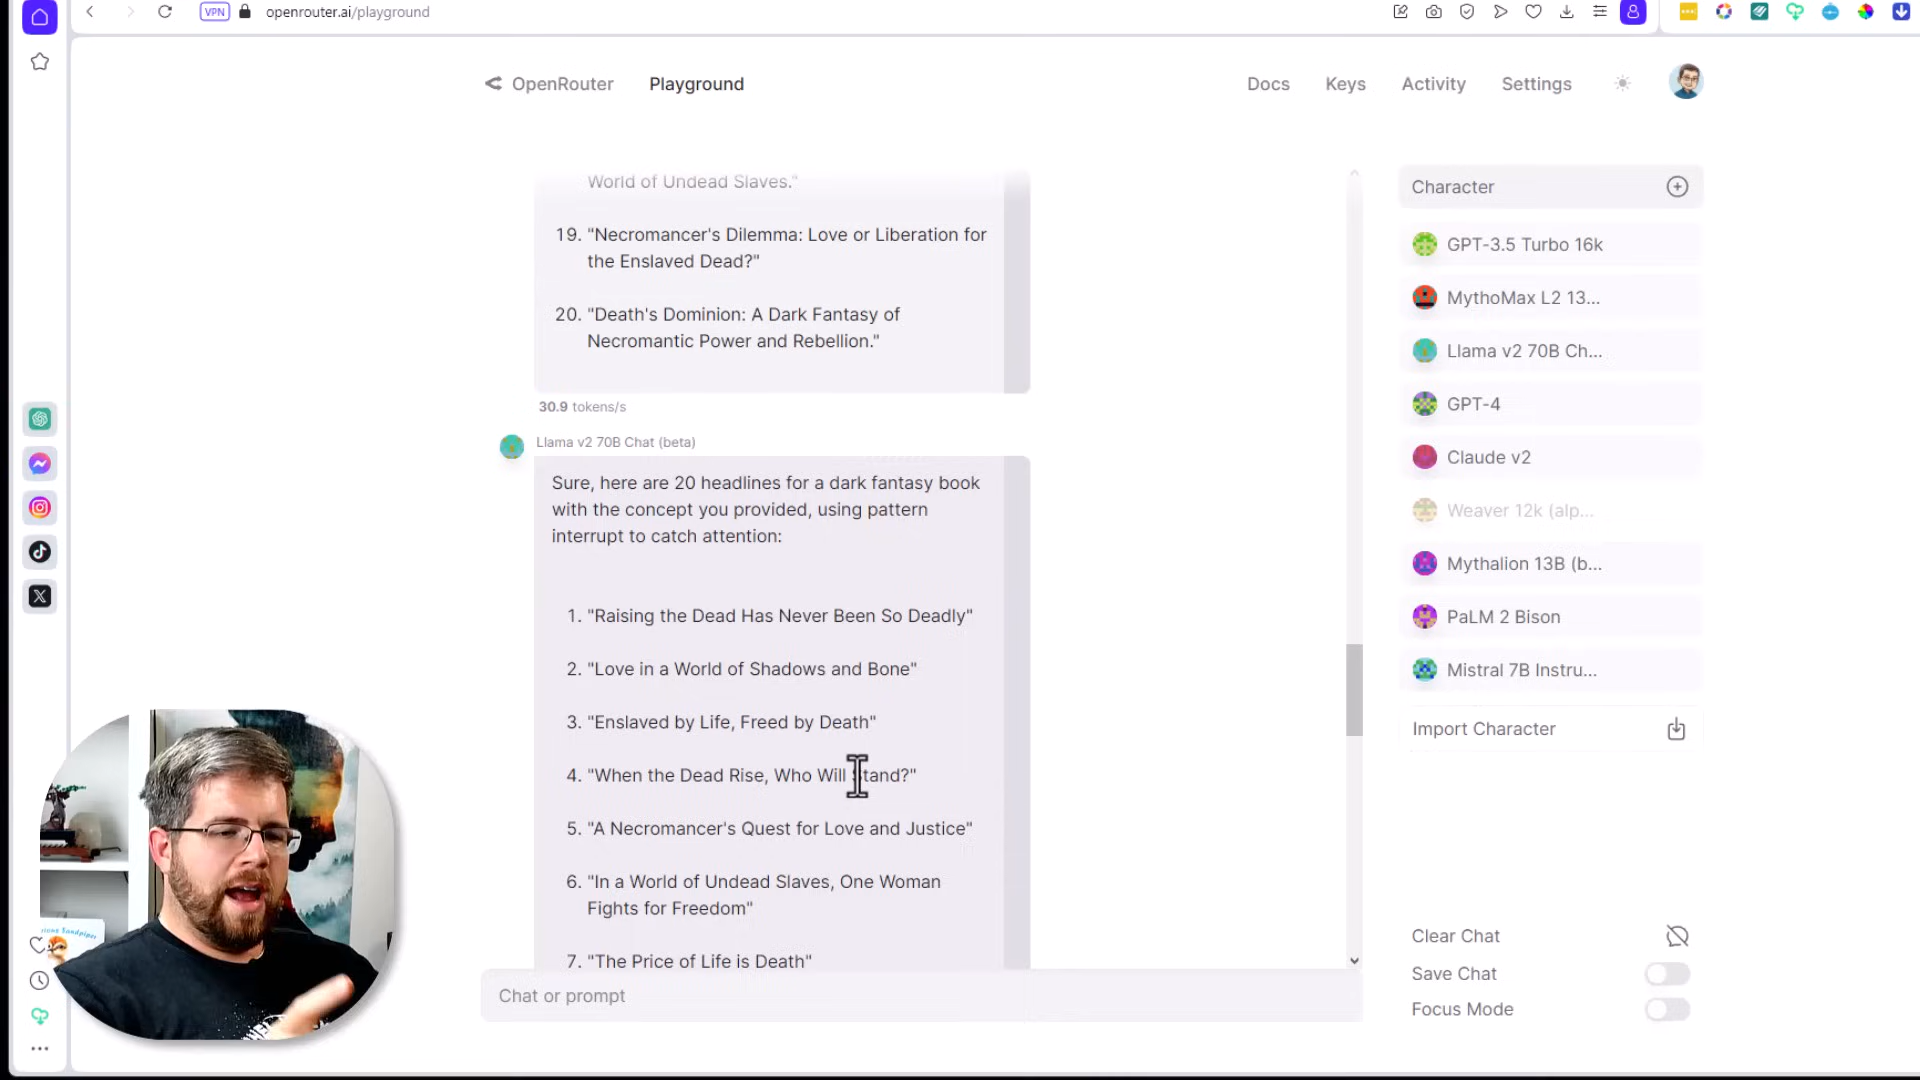 VPN openrouter.ai/playground
OpenRouter Playground Docs Keys Activity Settings
World of Undead Slaves."
19. "Necromancer's Dilemma: Love or Liberation for
the Enslaved Dead?"
20. "Death's Dominion: A Dark Fantasy of
Necromantic Power and Rebellion."
30.9 tokens/s
Llama v2 70B Chat (beta)
Sure, here are 20 headlines for a dark fantasy book
with the concept you provided, using pattern
interrupt to catch attention:
1. "Raising the Dead Has Never Been So Deadly"
2. "Love in a World of Shadows and Bone"
3. "Enslaved by Life, Freed by Death"
4. "When the Dead Rise, Who Will Stand?"
5. "A Necromancer's Quest for Love and Justice"
6. "In a World of Undead Slaves, One Woman
Fights for Freedom"
7. "The Price of Life is Death"
Chat or prompt
Character
GPT-3.5 Turbo 16k
MythoMax L2 13...
Llama v2 70B Ch...
GPT-4
Claude v2
Weaver 12k (alp...
Mythalion 13B (b...
PaLM 2 Bison
Mistral 7B Instru...
Import Character
Clear Chat
Save Chat
Focus Mode
Sandpiper